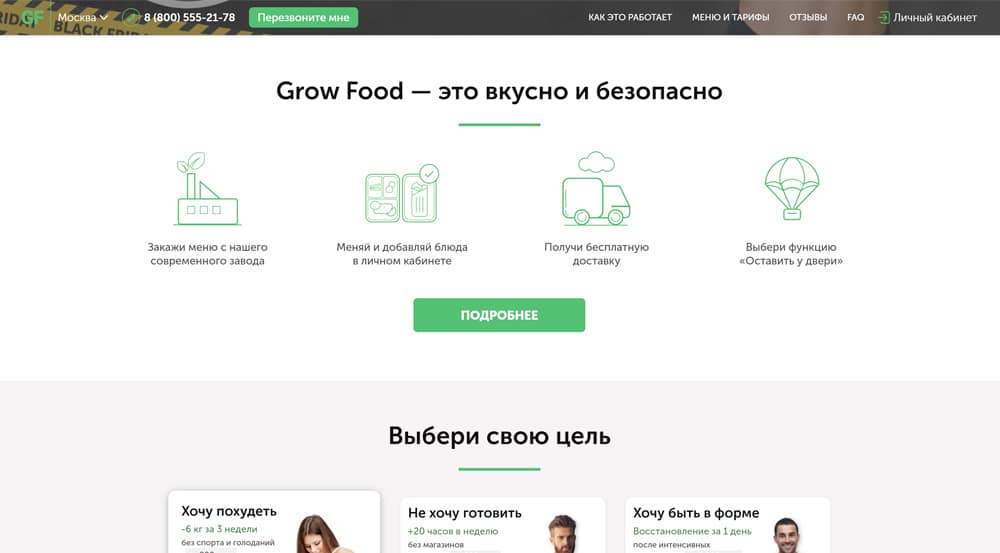 GF
Москва
8 (800) 555-21-78
Перезвоните мне
КАК ЭТО РАБОТАЕТ
МЕНЮ И ТАРИФЫ
ОТЗЫВЫ
FAQ
Личный кабинет
BLACK
Grow Food — это вкусно и безопасно
Закажи меню с нашего
современного завода
Меняй и добавляй блюда
в личном кабинете
Получи бесплатную
доставку
Выбери функцию
«Оставить у двери»
ПОДРОБНЕЕ
Выбери свою цель
Хочу похудеть
-6 кг за 3 недели
без спорта и голоданий
Не хочу готовить
+20 часов в неделю
без магазинов
Хочу быть в форме
Восстановление за 1 день
после интенсивных